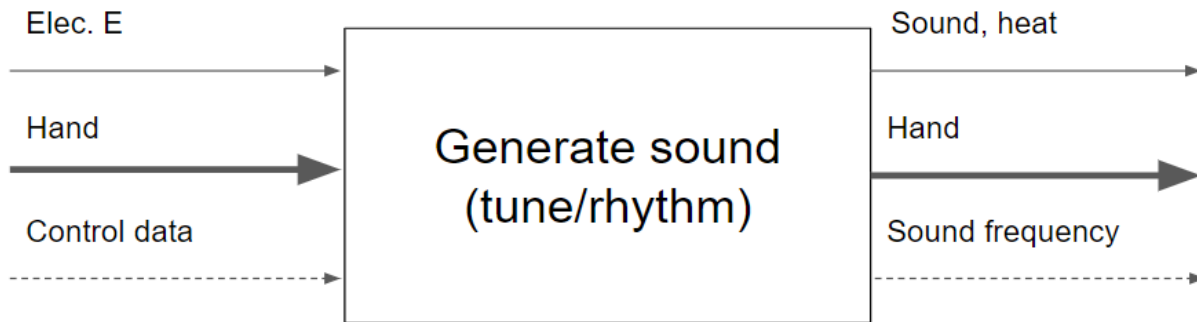 Elec. E
Hand
Control data
Generate sound
(tune/rhythm)
Sound, heat
Hand
Sound frequency